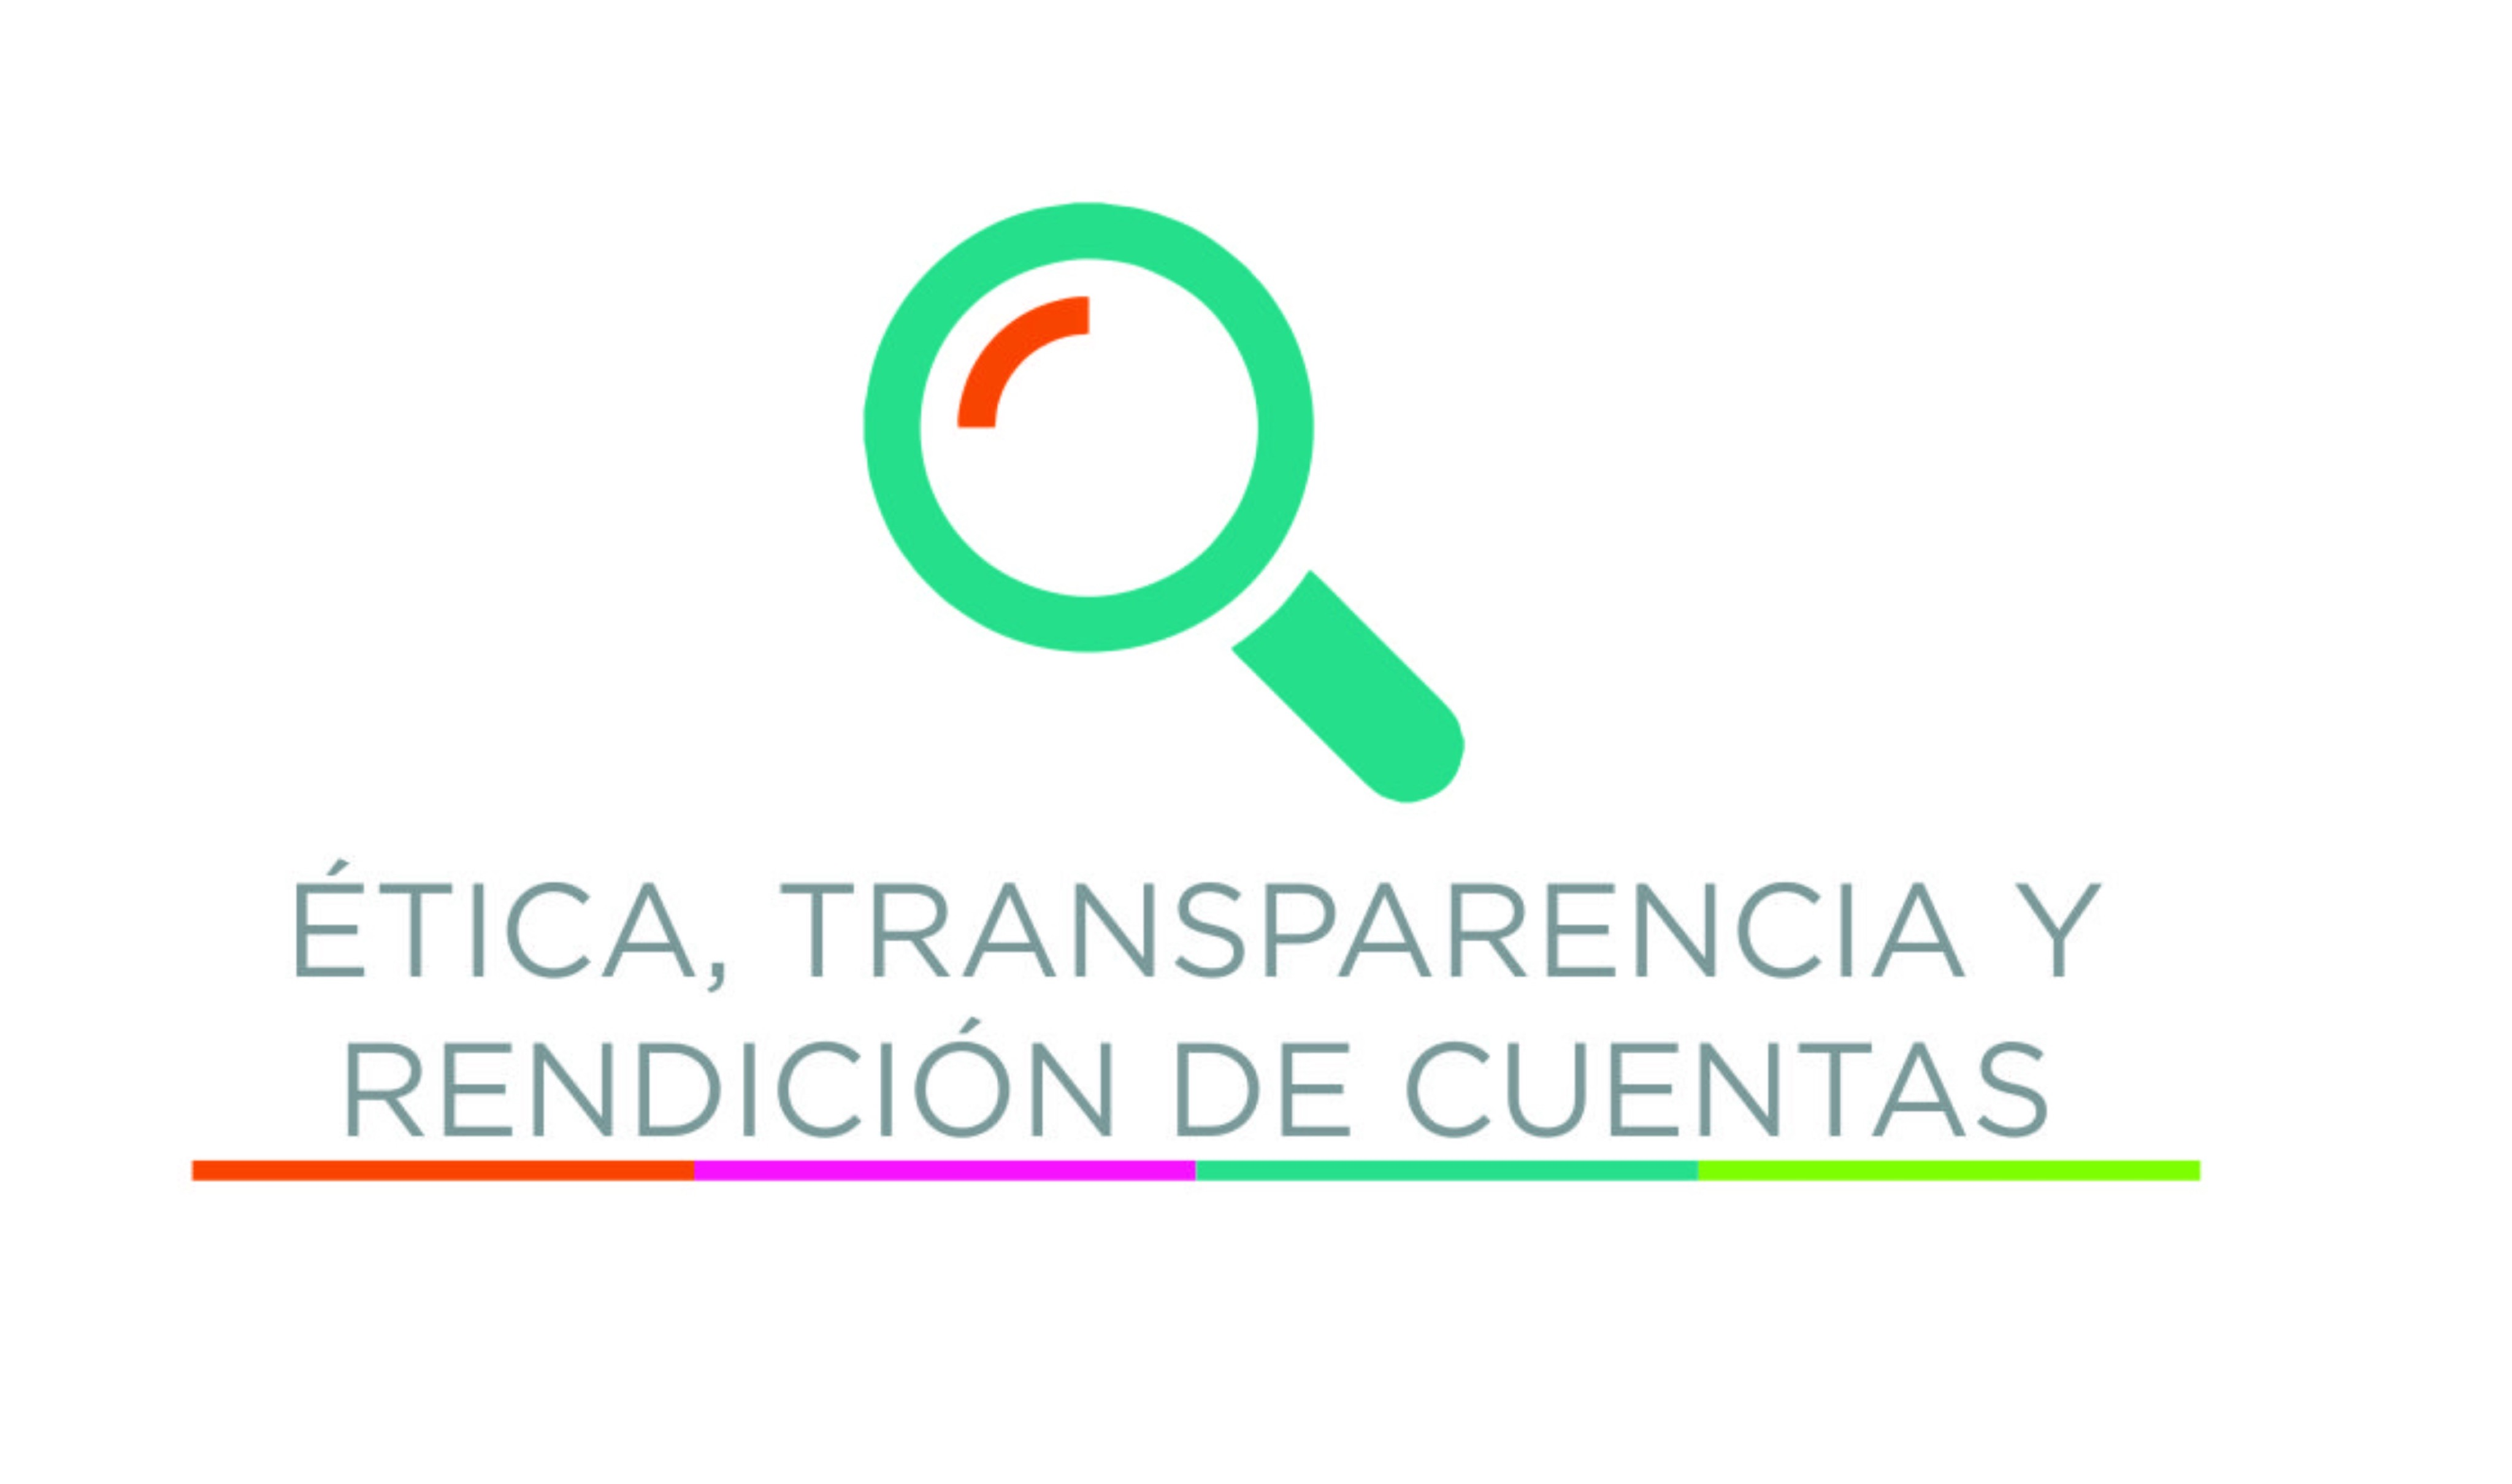 ÉTICA, TRANSPARENCIA Y
RENDICIÓN DE CUENTAS